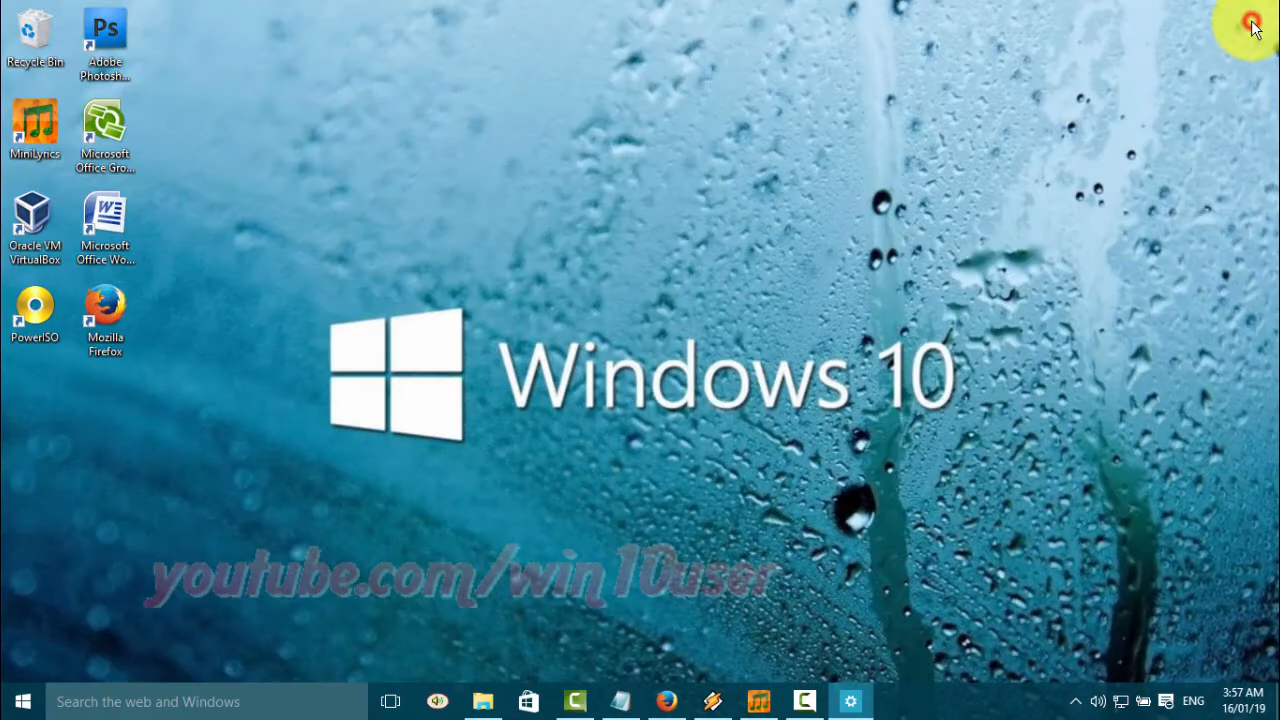 Recycle Bin
Ps
Adobe
Photosh...
MiniLyrics
Microsoft
Office Gro...
Oracle VM
VirtualBox
W
Microsoft
Office Wo...
PowerISO
Mozilla
Firefox
Windows 10
youtube.com/win10user
Search the web and Windows
C
C
ENG
3:57 AM
16/01/19